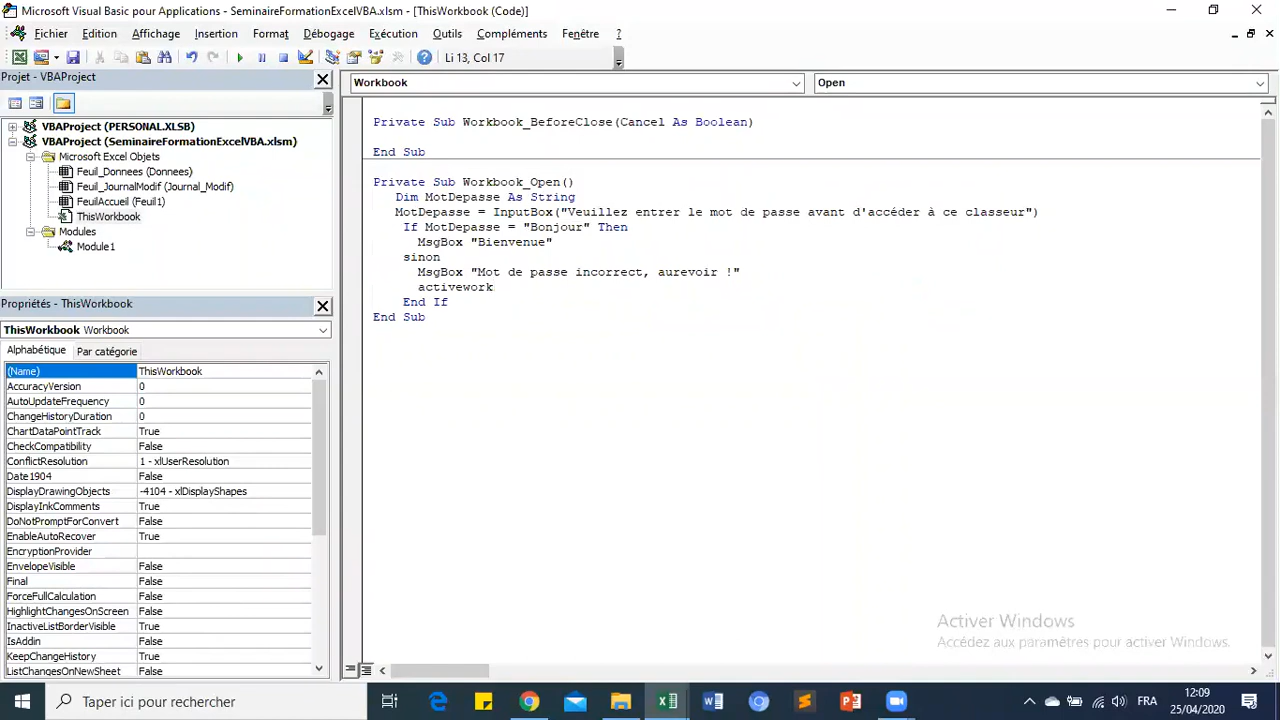 Microsoft Visual Basic pour Applications - SeminaireFormationExcelVBA.xlsm - [ThisWorkbook (Code)]
Fichier Edition Affichage Insertion Format Débogage Exécution Outils Compléments Fenêtre ?
Li 13, Col 17
Projet - VBAProject
Workbook
Open
VBAProject (PERSONAL.XLSB)
VBAProject (SeminaireFormationExcelVBA.xlsm)
Microsoft Excel Objets
Feuil_Donnees (Donnees)
Feuil_JournalModif (Journal_Modif)
FeuilAccueil (Feuil1)
ThisWorkbook
Modules
Module1
Private Sub Workbook_BeforeClose(Cancel As Boolean)
End Sub
Private Sub Workbook_Open()
Dim MotDepasse As String
MotDepasse = InputBox("Veuillez entrer le mot de passe avant d'accéder à ce classeur")
If MotDepasse = "Bonjour" Then
MsgBox "Bienvenue"
sinon
MsgBox "Mot de passe incorrect, aurevoir !"
activework
End If
End Sub
Propriétés - ThisWorkbook
ThisWorkbook Workbook
Alphabétique Par catégorie
(Name) ThisWorkbook
AccuracyVersion 0
AutoUpdateFrequency 0
ChangeHistoryDuration 0
ChartDataPointTrack True
CheckCompatibility False
ConflictResolution 1 - xlUserResolution
Date1904 False
DisplayDrawingObjects -4104 - xlDisplayShapes
DisplayInkComments True
DoNotPromptForConvert False
EnableAutoRecover True
EncryptionProvider
EnvelopeVisible False
Final False
ForceFullCalculation False
HighlightChangesOnScreen False
InactiveListBorderVisible True
IsAddin False
KeepChangeHistory True
ListChangesOnNewSheet False
Activer Windows
Accédez aux paramètres pour activer Windows.
Taper ici pour rechercher
FRA
12:09
25/04/2020